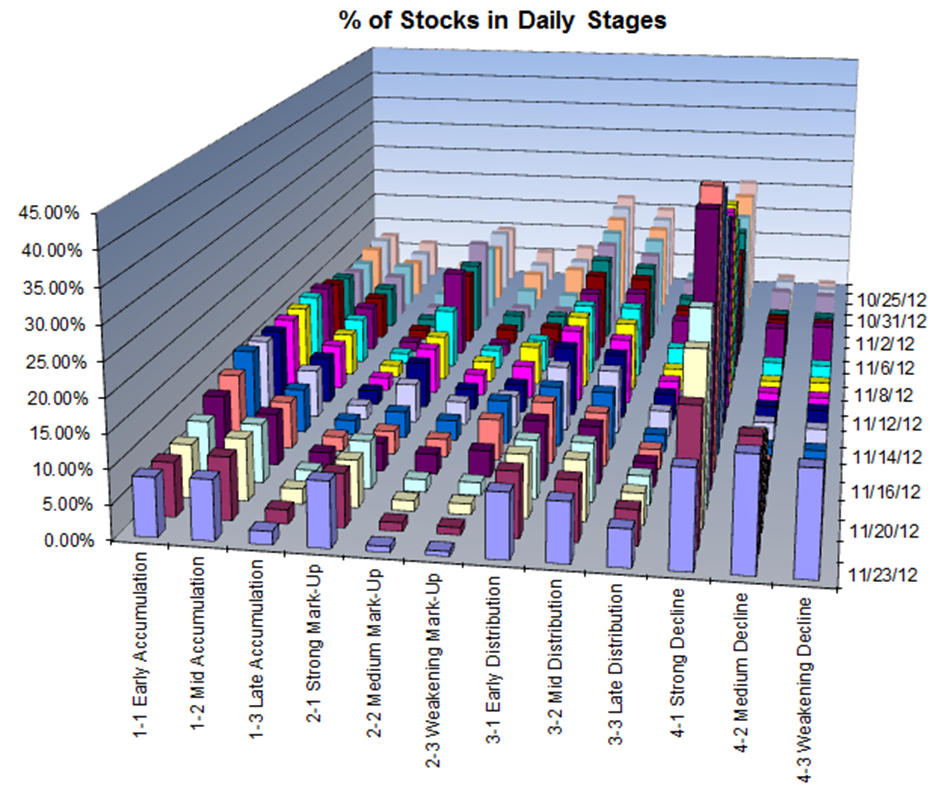 % of Stocks in Daily Stages
45.00%
40.00%
35.00%
30.00%
25.00%
20.00%
15.00%
10.00%
5.00%
0.00%
10/25/12
10/31/12
11/2/12
11/6/12
11/8/12
11/12/12
11/14/12
11/16/12
11/20/12
11/23/12
1-1 Early Accumulation
1-2 Mid Accumulation
1-3 Late Accumulation
2-1 Strong Mark-Up
2-2 Medium Mark-Up
2-3 Weakening Mark-Up
3-1 Early Distribution
3-2 Mid Distribution
3-3 Late Distribution
4-1 Strong Decline
4-2 Medium Decline
4-3 Weakening Decline